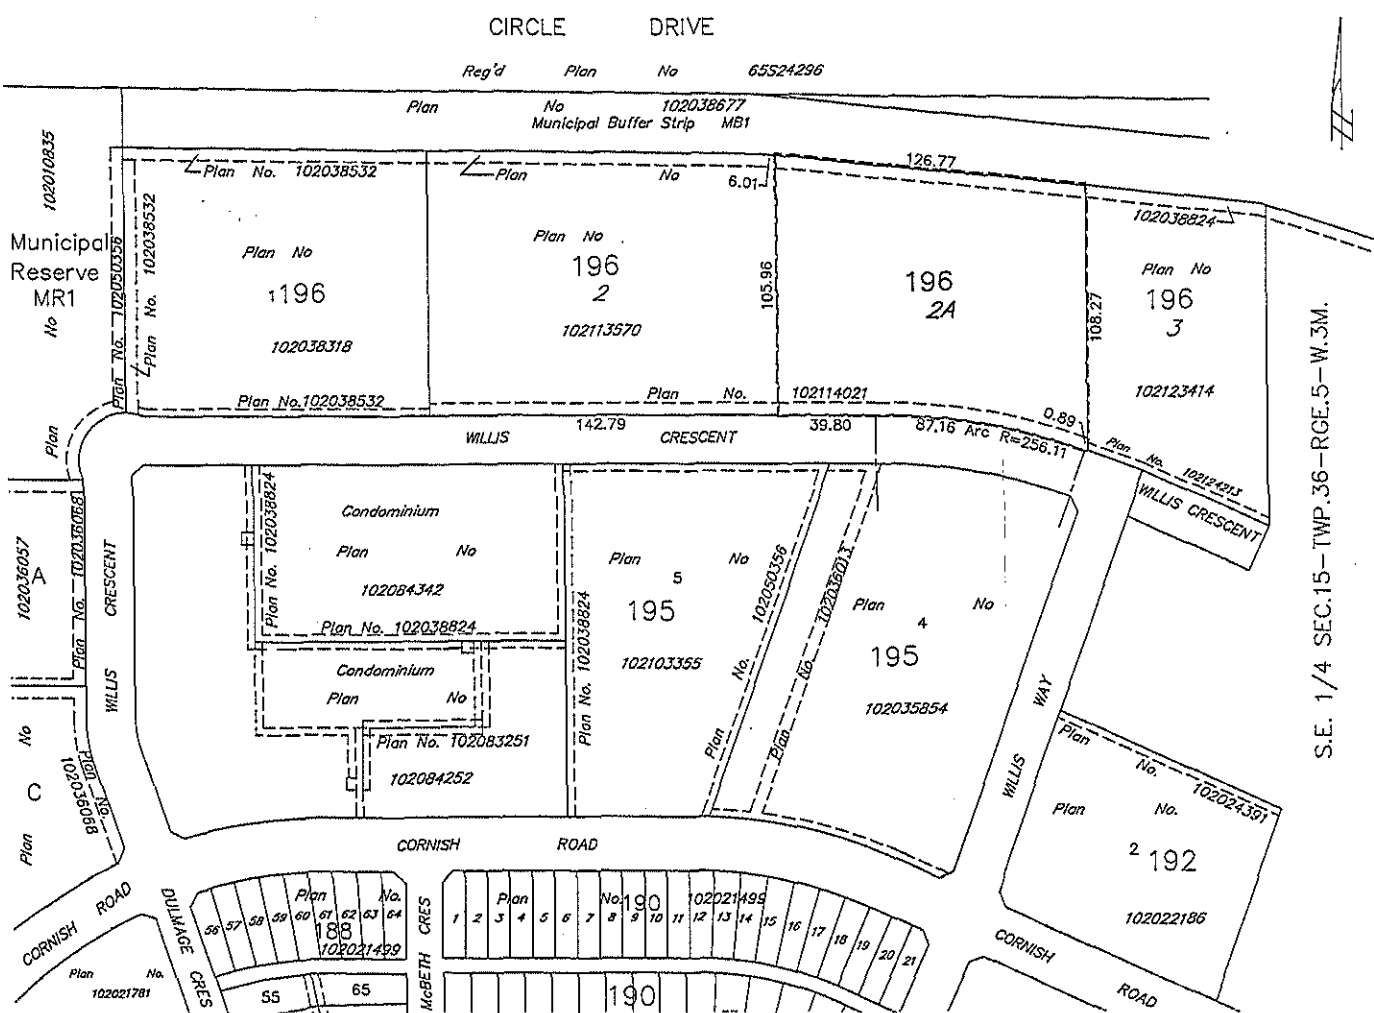 CIRCLE DRIVE
Reg'd Plan No 65S24296
Plan No 102038677
Municipal Buffer Strip MB1
102010835
Municipal
Reserve
MR1
No
Plan
Plan No. 102050356
Plan No. 102038532
Plan No. 102038532
Plan No
1 196
102038318
Plan No.102038532
Plan No
6.01
Plan No
196
2
102113570
105.96
126.77
196
2A
108.27
102038824
Plan No
196
3
102123414
Plan No. 102114021
0.89
Plan No. 102124213
WILLIS CRESCENT
142.79
39.80
87.16 Arc R=256.11
WILLIS CRESCENT
S.E. 1/4 SEC.15-TWP.36-RGE.5-W.3M.
102036057
A
Plan No. 102036068
WILLIS CRESCENT
Plan No. 102038824
Condominium
Plan No
102084342
Plan No. 102038824
Condominium
Plan No
Plan No. 102083251
102084252
Plan No. 102038824
Plan No
5
195
102103355
Plan No. 102050356
Plan No. 102036013
Plan No
4
195
102035854
WILLIS WAY
Plan No. 102024391
Plan No.
2 192
102022186
No
C
Plan
Plan No.
102036068
CORNISH ROAD
CORNISH ROAD
DULMAGE CRES
Plan No.
56 57 58 59 60 61 62 63 64
188
102021499
55
65
McBETH CRES
Plan No. 190 102021499
1 2 3 4 5 6 7 8 9 10 11 12 13 14 15 16 17 18 19 20 21
190
CORNISH ROAD
Plan No.
102021781